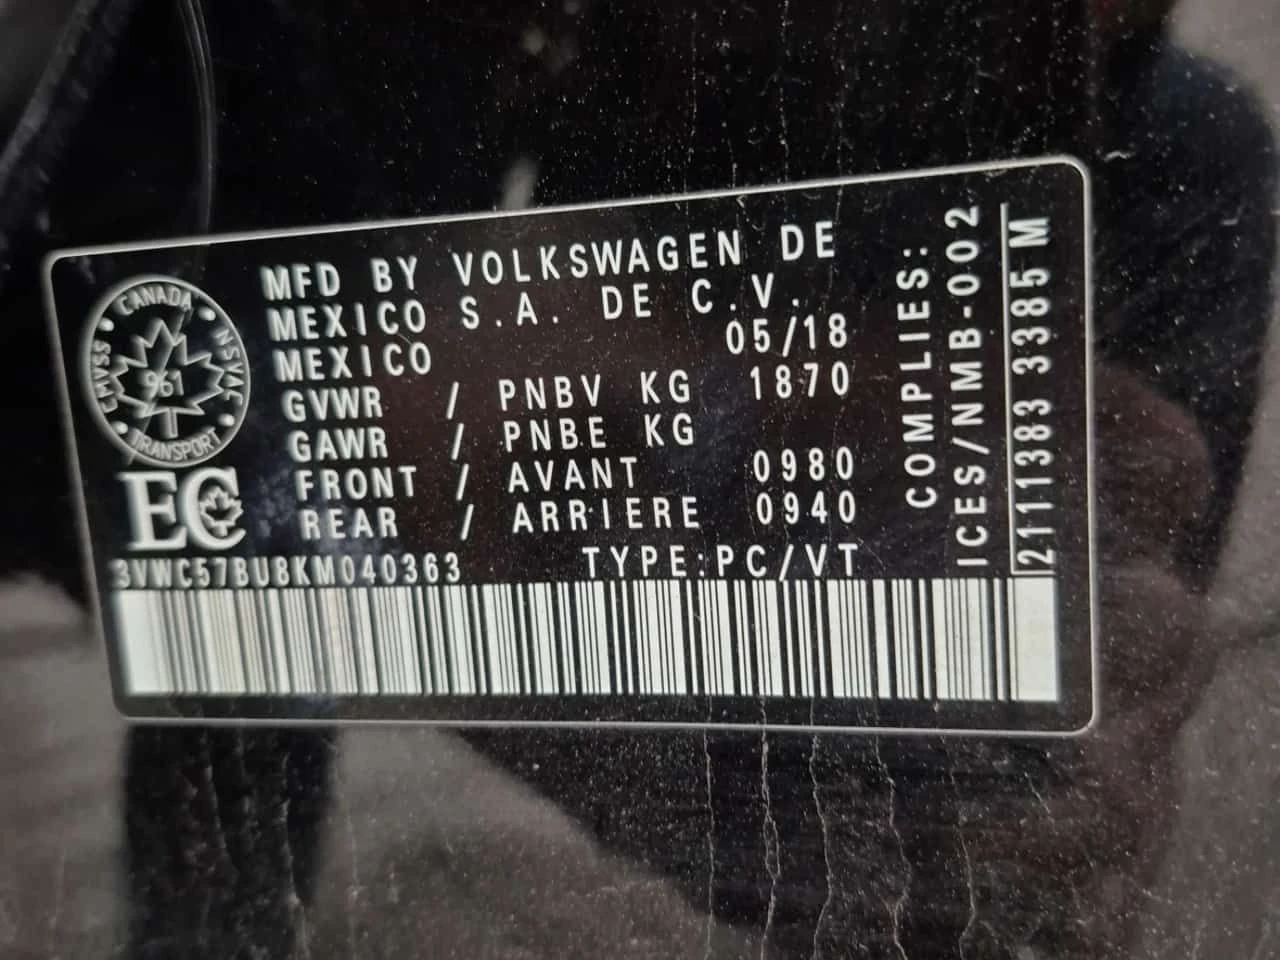 CANADA
CMVSS
NSVAC
961
TRANSPORT
EC
MFD BY VOLKSWAGEN DE
MEXICO S.A. DE C.V.
MEXICO 05/18
GVWR / PNBV KG 1870
GAWR / PNBE KG
FRONT / AVANT 0980
REAR / ARRIERE 0940
3VWC57BU8KM040363 TYPE:PC/VT
COMPLIES:
ICES/NMB-002
2111383 3385 M